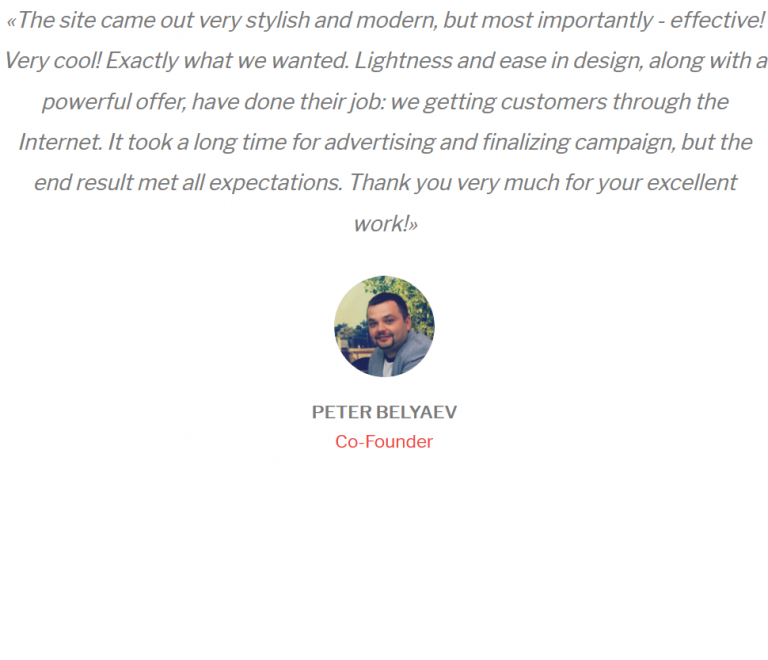 «The site came out very stylish and modern, but most importantly - effective!
Very cool! Exactly what we wanted. Lightness and ease in design, along with a
powerful offer, have done their job: we getting customers through the
Internet. It took a long time for advertising and finalizing campaign, but the
end result met all expectations. Thank you very much for your excellent
work!»
PETER BELYAEV
Co-Founder